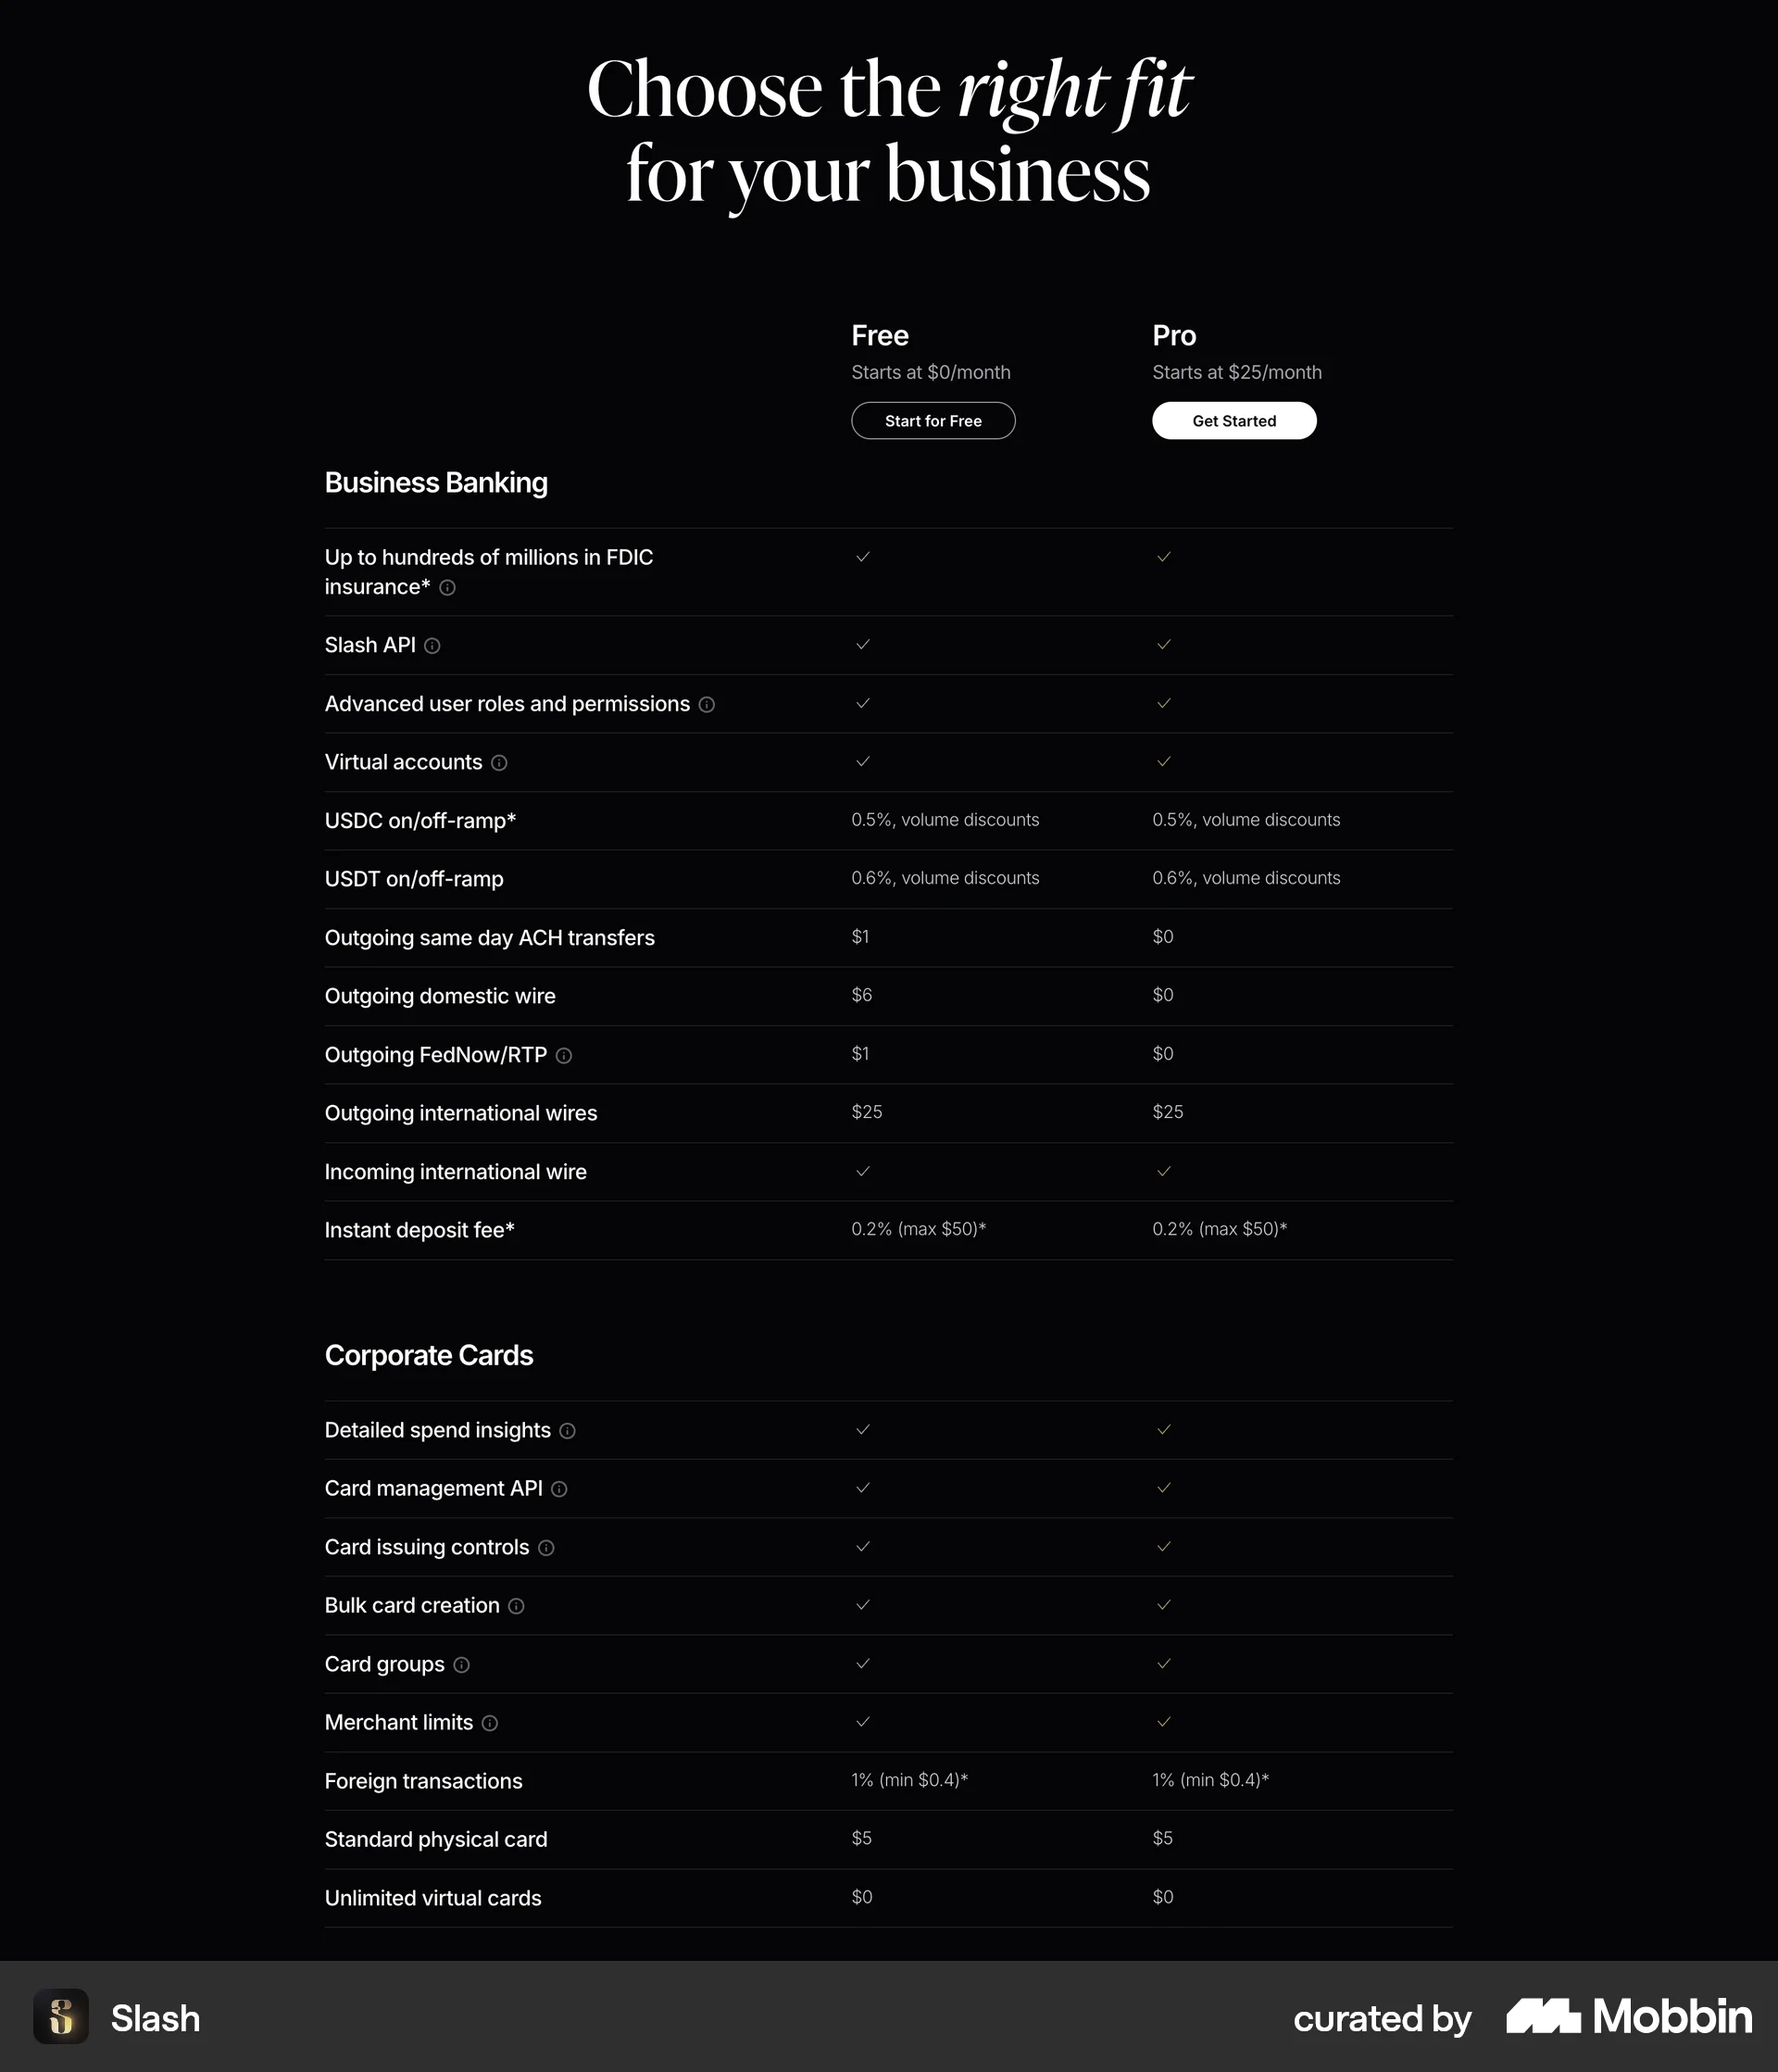 Choose the right fit
for your business
Free
Pro
Starts at $0/month
Starts at $25/month
Start for Free
Get Started
Business Banking
Up to hundreds of millions in FDIC
insurance*
Slash API
Advanced user roles and permissions
Virtual accounts
USDC on/off-ramp* 0.5%, volume discounts 0.5%, volume discounts
USDT on/off-ramp 0.6%, volume discounts 0.6%, volume discounts
Outgoing same day ACH transfers $1 $0
Outgoing domestic wire $6 $0
Outgoing FedNow/RTP $1 $0
Outgoing international wires $25 $25
Incoming international wire
Instant deposit fee* 0.2% (max $50)* 0.2% (max $50)*
Corporate Cards
Detailed spend insights
Card management API
Card issuing controls
Bulk card creation
Card groups
Merchant limits
Foreign transactions 1% (min $0.4)* 1% (min $0.4)*
Standard physical card $5 $5
Unlimited virtual cards $0 $0
Slash
curated by Mobbin